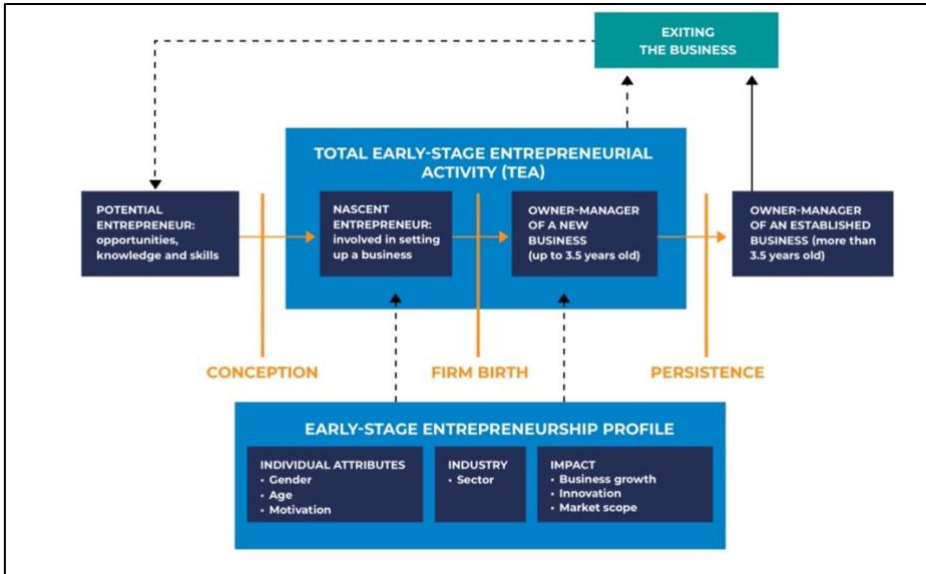 EXITING
THE BUSINESS
TOTAL EARLY-STAGE ENTREPRENEURIAL
ACTIVITY (TEA)
POTENTIAL
ENTREPRENEUR:
opportunities,
knowledge and skills
NASCENT
ENTREPRENEUR:
involved in setting
up a business
OWNER-MANAGER
OF A NEW
BUSINESS
(up to 3.5 years old)
OWNER-MANAGER
OF AN ESTABLISHED
BUSINESS (more than
3.5 years old)
CONCEPTION
FIRM BIRTH
PERSISTENCE
EARLY-STAGE ENTREPRENEURSHIP PROFILE
INDIVIDUAL ATTRIBUTES
• Gender
• Age
• Motivation
INDUSTRY
• Sector
IMPACT
• Business growth
• Innovation
• Market scope